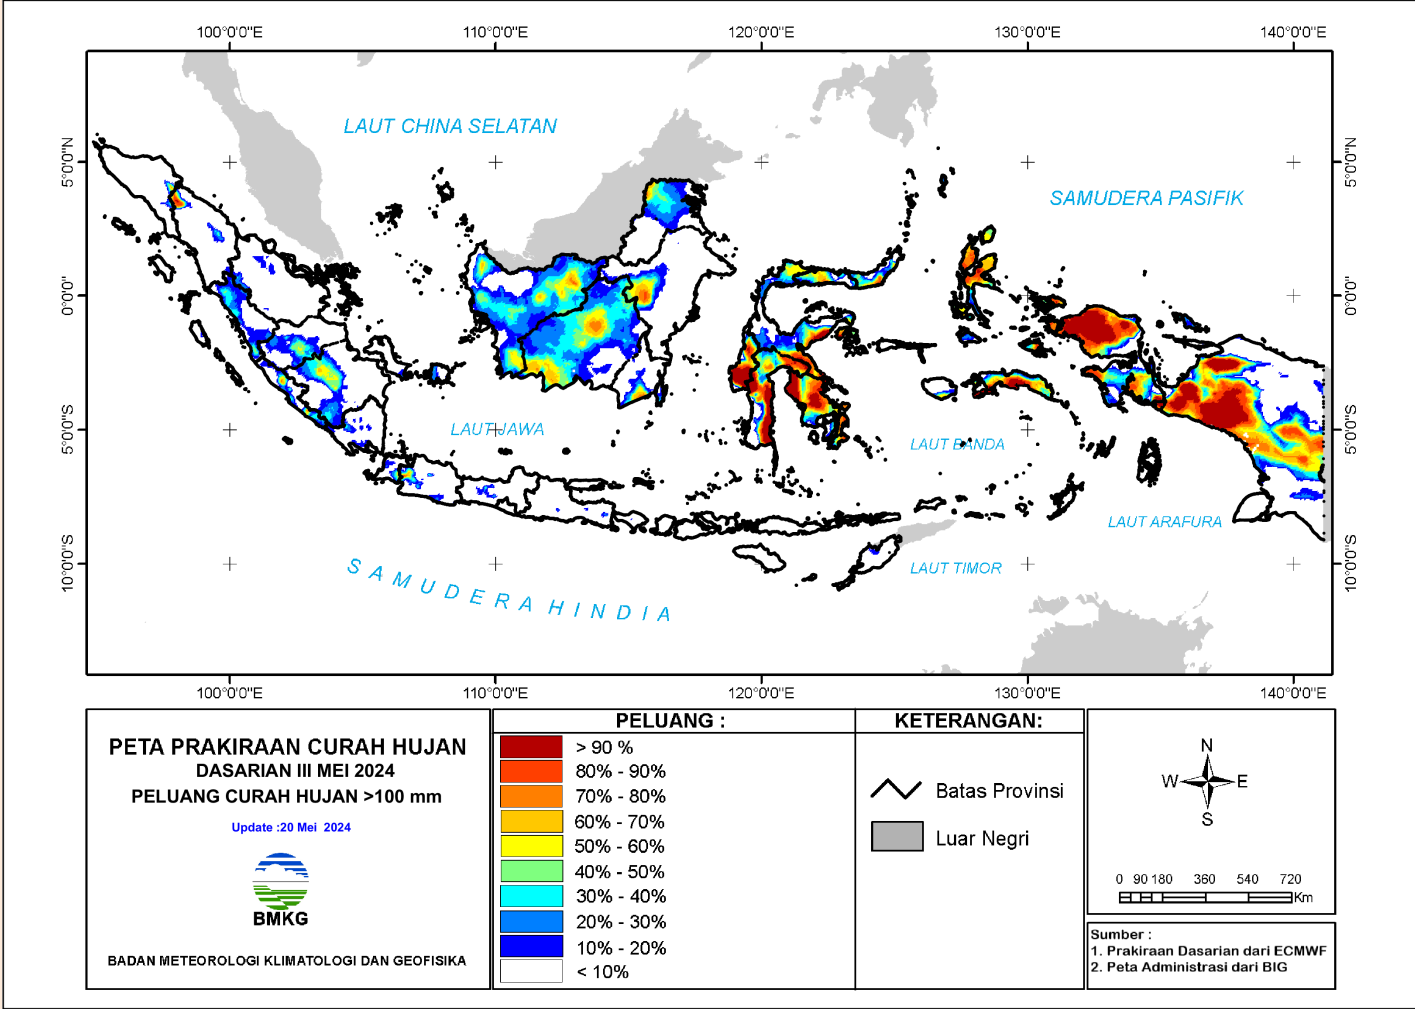 100°0'0"E 110°0'0"E 120°0'0"E 130°0'0"E 140°0'0"E
LAUT CHINA SELATAN
SAMUDERA PASIFIK
5°0'0"N
5°0'0"N
0°0'0"
0°0'0"
5°0'0"S
5°0'0"S
10°0'0"S
10°0'0"S
LAUT JAWA
LAUT BANDA
LAUT ARAFURA
LAUT TIMOR
SAMUDERA HINDIA
100°0'0"E 110°0'0"E 120°0'0"E 130°0'0"E 140°0'0"E
PETA PRAKIRAAN CURAH HUJAN
DASARIAN III MEI 2024
PELUANG CURAH HUJAN >100 mm
Update :20 Mei 2024
BMKG
BADAN METEOROLOGI KLIMATOLOGI DAN GEOFISIKA
PELUANG :
> 90 %
80% - 90%
70% - 80%
60% - 70%
50% - 60%
40% - 50%
30% - 40%
20% - 30%
10% - 20%
< 10%
KETERANGAN:
Batas Provinsi
Luar Negri
N
W E
S
0 90 180 360 540 720
Km
Sumber :
1. Prakiraan Dasarian dari ECMWF
2. Peta Administrasi dari BIG